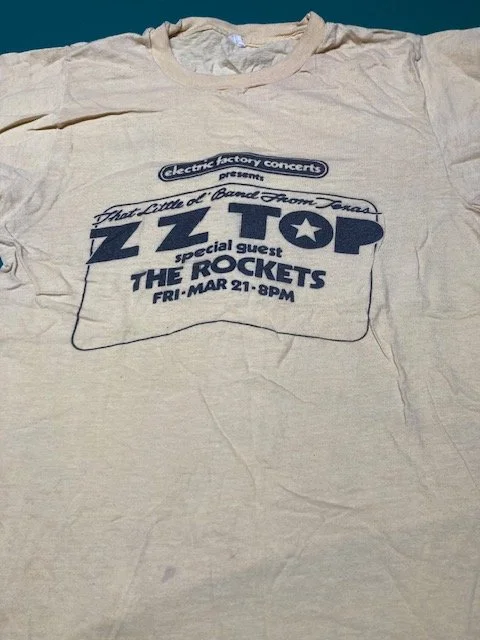 electric factory concerts
presents
That Little ol' Band From Texas
ZZ TOP
special guest
THE ROCKETS
FRI·MAR 21·8PM